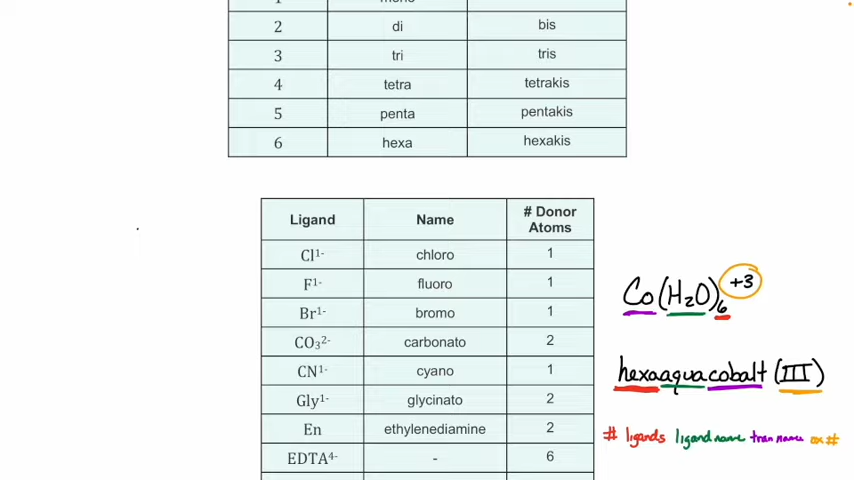 1 mono
2 di bis
3 tri tris
4 tetra tetrakis
5 penta pentakis
6 hexa hexakis
Ligand Name # Donor Atoms
Cl1- chloro 1
F1- fluoro 1
Br1- bromo 1
CO32- carbonato 2
CN1- cyano 1
Gly1- glycinato 2
En ethylenediamine 2
EDTA4- - 6
Co(H2O)6 +3
hexaaquacobalt (III)
# ligands ligand name tran name ox #